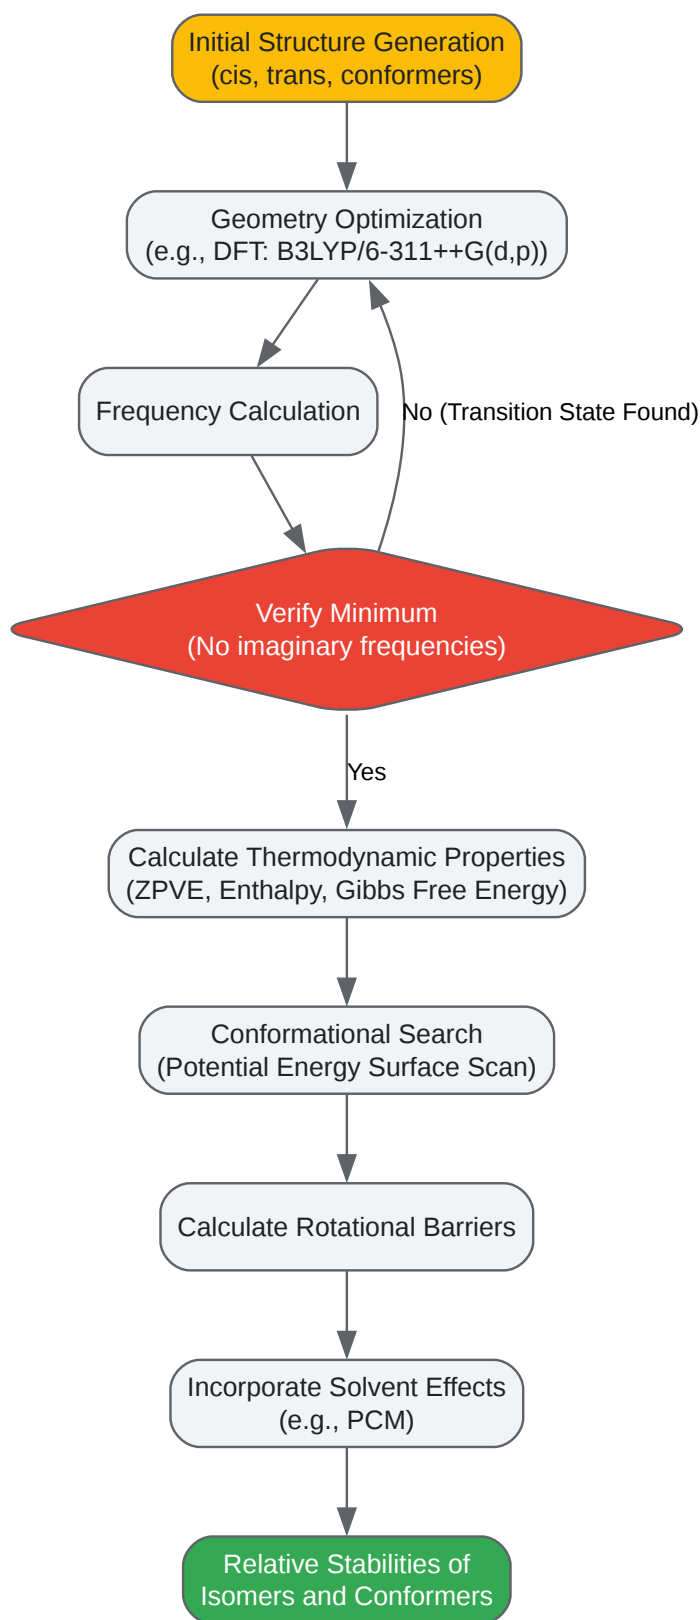 Initial Structure Generation
(cis, trans, conformers)
Geometry Optimization
(e.g., DFT: B3LYP/6-311++G(d,p))
Frequency Calculation
No (Transition State Found)
Verify Minimum
(No imaginary frequencies)
Yes
Calculate Thermodynamic Properties
(ZPVE, Enthalpy, Gibbs Free Energy)
Conformational Search
(Potential Energy Surface Scan)
Calculate Rotational Barriers
Incorporate Solvent Effects
(e.g., PCM)
Relative Stabilities of
Isomers and Conformers